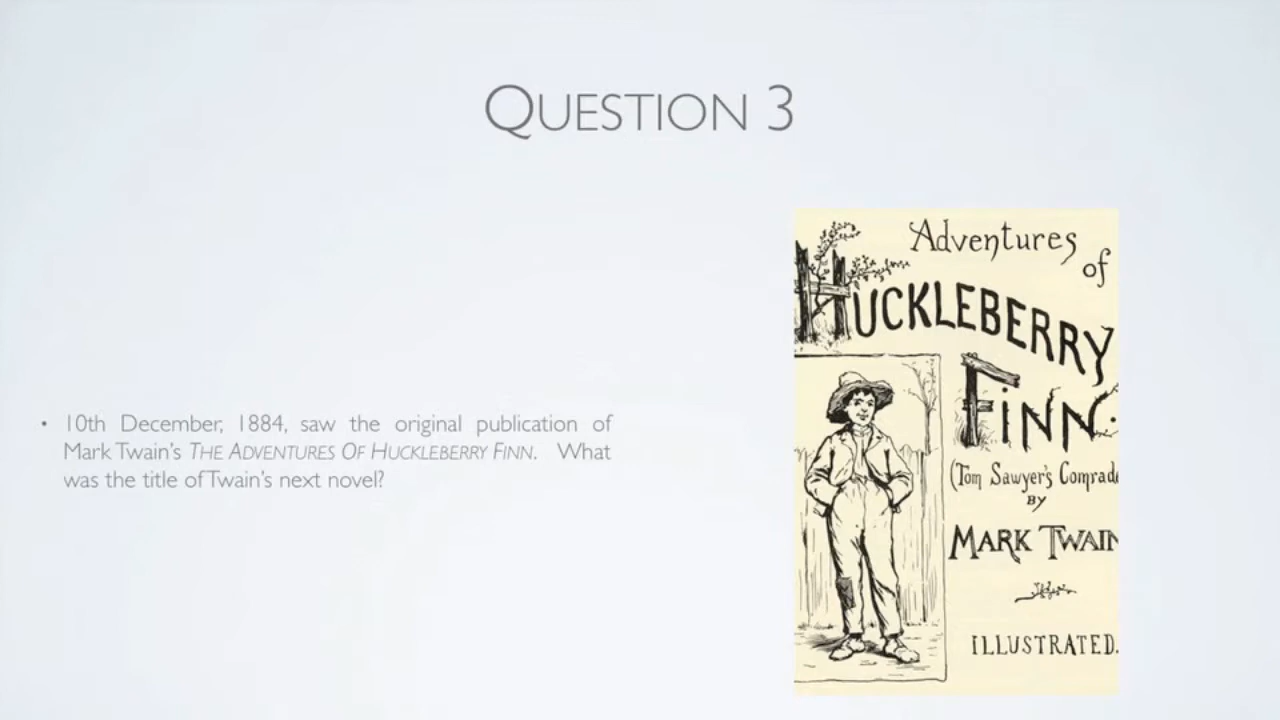 QUESTION 3
• 10th December, 1884, saw the original publication of
Mark Twain's THE ADVENTURES OF HUCKLEBERRY FINN. What
was the title of Twain's next novel?
Adventures
of
HUCKLEBERRY
FINN.
(Tom Sawyer's Comrade
BY
MARK TWAIN
ILLUSTRATED.